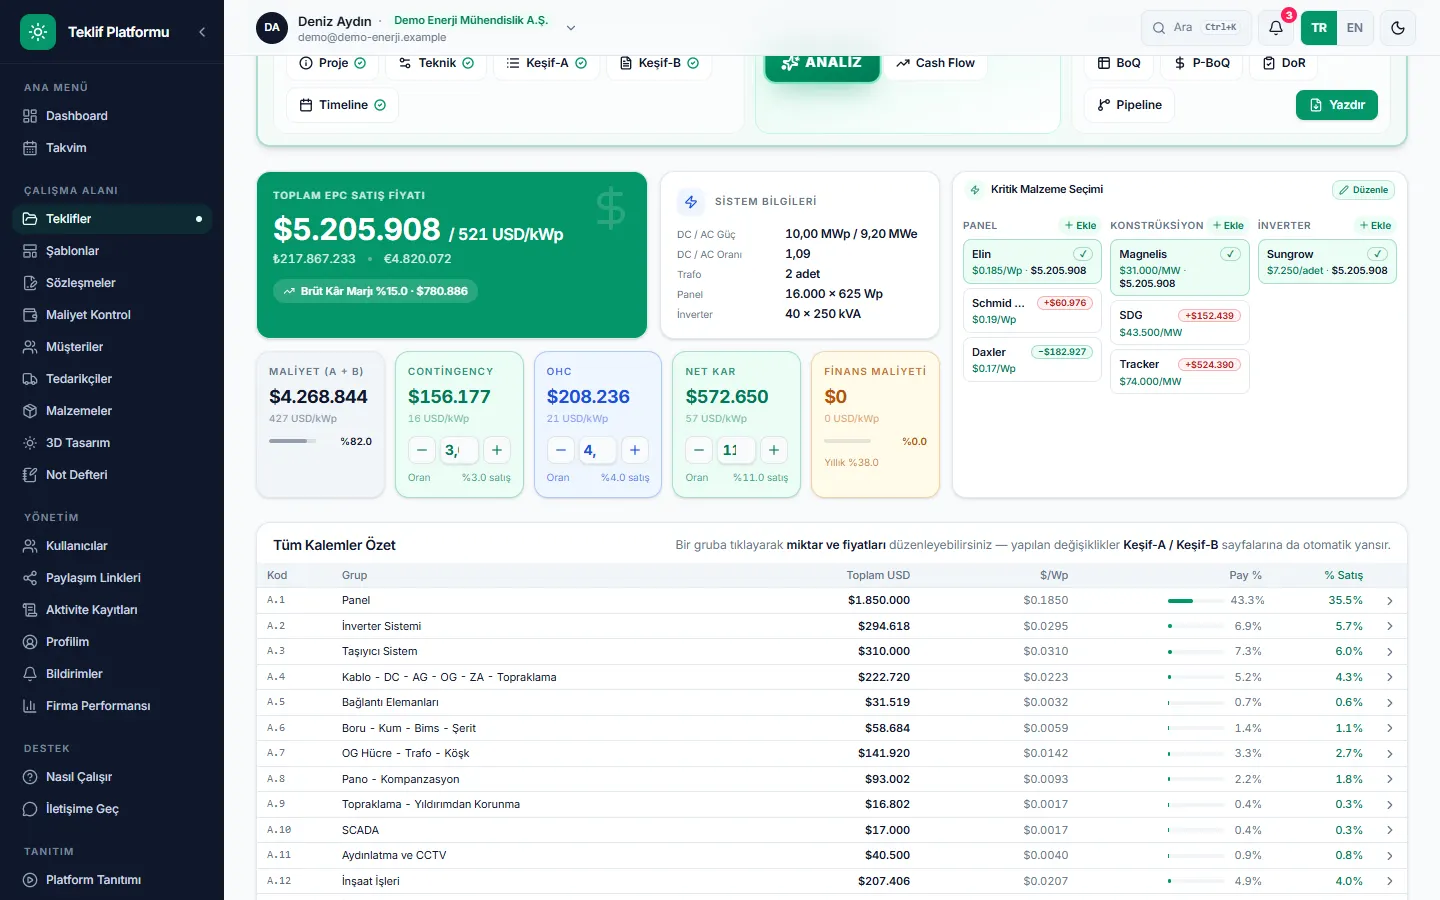 Teklif Platformu
ANA MENÜ
Dashboard
Takvim
ÇALIŞMA ALANI
Teklifler
Şablonlar
Sözleşmeler
Maliyet Kontrol
Müşteriler
Tedarikçiler
Malzemeler
3D Tasarım
Not Defteri
YÖNETİM
Kullanıcılar
Paylaşım Linkleri
Aktivite Kayıtları
Profilim
Bildirimler
Firma Performansı
DESTEK
Nasıl Çalışır
İletişime Geç
TANITIM
Platform Tanıtımı
DA
Deniz Aydın · Demo Enerji Mühendislik A.Ş.
demo@demo-enerji.example
Ara Ctrl+K
3
TR EN
Proje Teknik Keşif-A Keşif-B
Timeline
ANALİZ Cash Flow
BoQ P-BoQ DoR
Pipeline Yazdır
TOPLAM EPC SATIŞ FİYATI
$5.205.908 / 521 USD/kWp
₺217.867.233 • €4.820.072
Brüt Kâr Marjı %15.0 · $780.886
SİSTEM BİLGİLERİ
DC / AC Güç 10,00 MWp / 9,20 MWe
DC / AC Oranı 1,09
Trafo 2 adet
Panel 16.000 × 625 Wp
İnverter 40 × 250 kVA
Kritik Malzeme Seçimi Düzenle
PANEL + Ekle
Elin ✓
$0.185/Wp · $5.205.908
Schmid ... +$60.976
$0.19/Wp
Daxler −$182.927
$0.17/Wp
KONSTRÜKSİYON + Ekle
Magnelis ✓
$31.000/MW ·
$5.205.908
SDG +$152.439
$43.500/MW
Tracker +$524.390
$74.000/MW
İNVERTER + Ekle
Sungrow ✓
$7.250/adet · $5.205.908
MALİYET (A + B)
$4.268.844
427 USD/kWp
%82.0
CONTİNGENCY
$156.177
16 USD/kWp
− 3, +
Oran %3.0 satış
OHC
$208.236
21 USD/kWp
− 4, +
Oran %4.0 satış
NET KAR
$572.650
57 USD/kWp
− 11 +
Oran %11.0 satış
FİNANS MALİYETİ
$0
0 USD/kWp
%0.0
Yıllık %38.0
Tüm Kalemler Özet
Bir gruba tıklayarak miktar ve fiyatları düzenleyebilirsiniz — yapılan değişiklikler Keşif-A / Keşif-B sayfalarına da otomatik yansır.
Kod Grup Toplam USD $/Wp Pay % % Satış
A.1 Panel $1.850.000 $0.1850 43.3% 35.5%
A.2 İnverter Sistemi $294.618 $0.0295 6.9% 5.7%
A.3 Taşıyıcı Sistem $310.000 $0.0310 7.3% 6.0%
A.4 Kablo - DC - AG - OG - ZA - Topraklama $222.720 $0.0223 5.2% 4.3%
A.5 Bağlantı Elemanları $31.519 $0.0032 0.7% 0.6%
A.6 Boru - Kum - Bims - Şerit $58.684 $0.0059 1.4% 1.1%
A.7 OG Hücre - Trafo - Köşk $141.920 $0.0142 3.3% 2.7%
A.8 Pano - Kompanzasyon $93.002 $0.0093 2.2% 1.8%
A.9 Topraklama - Yıldırımdan Korunma $16.802 $0.0017 0.4% 0.3%
A.10 SCADA $17.000 $0.0017 0.4% 0.3%
A.11 Aydınlatma ve CCTV $40.500 $0.0040 0.9% 0.8%
A.12 İnşaat İşleri $207.406 $0.0207 4.9% 4.0%